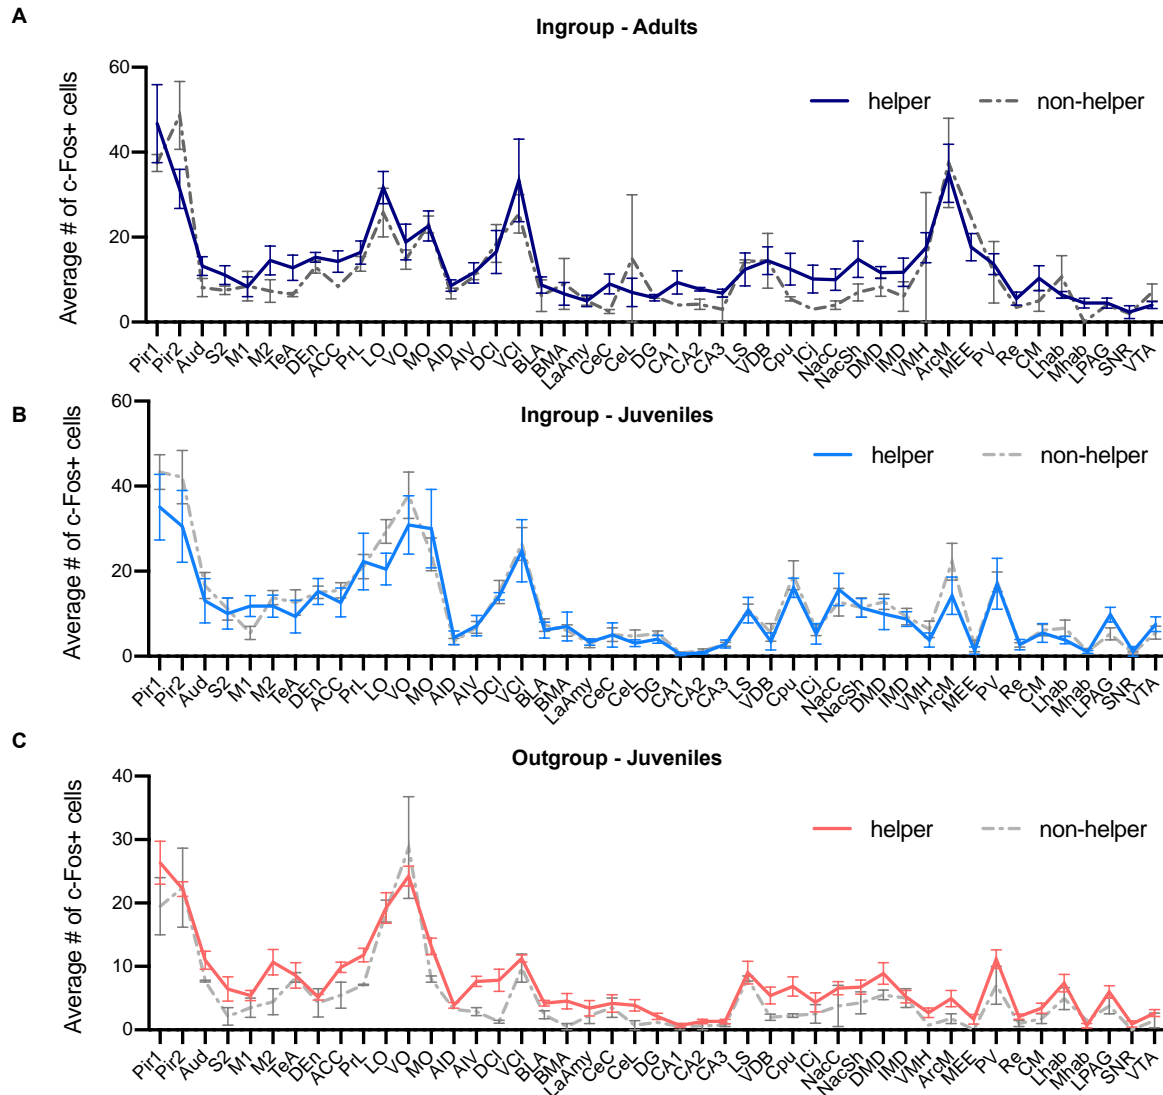 A
Ingroup - Adults
Average # of c-Fos+ cells
60
40
20
0
helper
non-helper
Pir1 Pir2 Aud S2 M1 M2 TeA DEn ACC PrL LO VO MO AID AIV DCl VCl BLA BMA LaAmy CeC CeL DG CA1 CA2 CA3 LS VDB Cpu ICj NacC NacSh DMD IMD VMH ArcM MEE PV Re CM Lhab Mhab LPAG SNR VTA
B
Ingroup - Juveniles
Average # of c-Fos+ cells
60
40
20
0
helper
non-helper
Pir1 Pir2 Aud S2 M1 M2 TeA DEn ACC PrL LO VO MO AID AIV DCl VCl BLA BMA LaAmy CeC CeL DG CA1 CA2 CA3 LS VDB Cpu ICj NacC NacSh DMD IMD VMH ArcM MEE PV Re CM Lhab Mhab LPAG SNR VTA
C
Outgroup - Juveniles
Average # of c-Fos+ cells
40
30
20
10
0
helper
non-helper
Pir1 Pir2 Aud S2 M1 M2 TeA DEn ACC PrL LO VO MO AID AIV DCl VCl BLA BMA LaAmy CeC CeL DG CA1 CA2 CA3 LS VDB Cpu ICj NacC NacSh DMD IMD VMH ArcM MEE PV Re CM Lhab Mhab LPAG SNR VTA